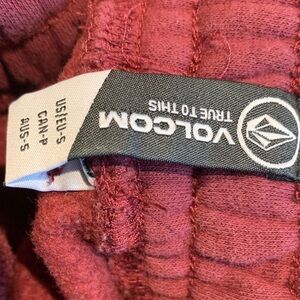 VOLCOM
TRUE TO THIS
US/EU-S
CAN-P
AUS-S